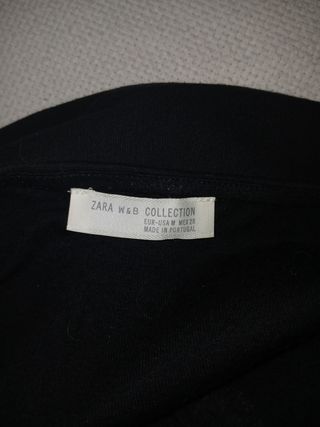 ZARA W&B COLLECTION
EUR-USA M MEX 28
MADE IN PORTUGAL